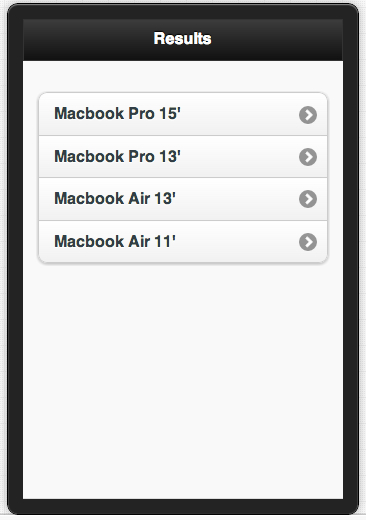 Results
Macbook Pro 15'
Macbook Pro 13'
Macbook Air 13'
Macbook Air 11'